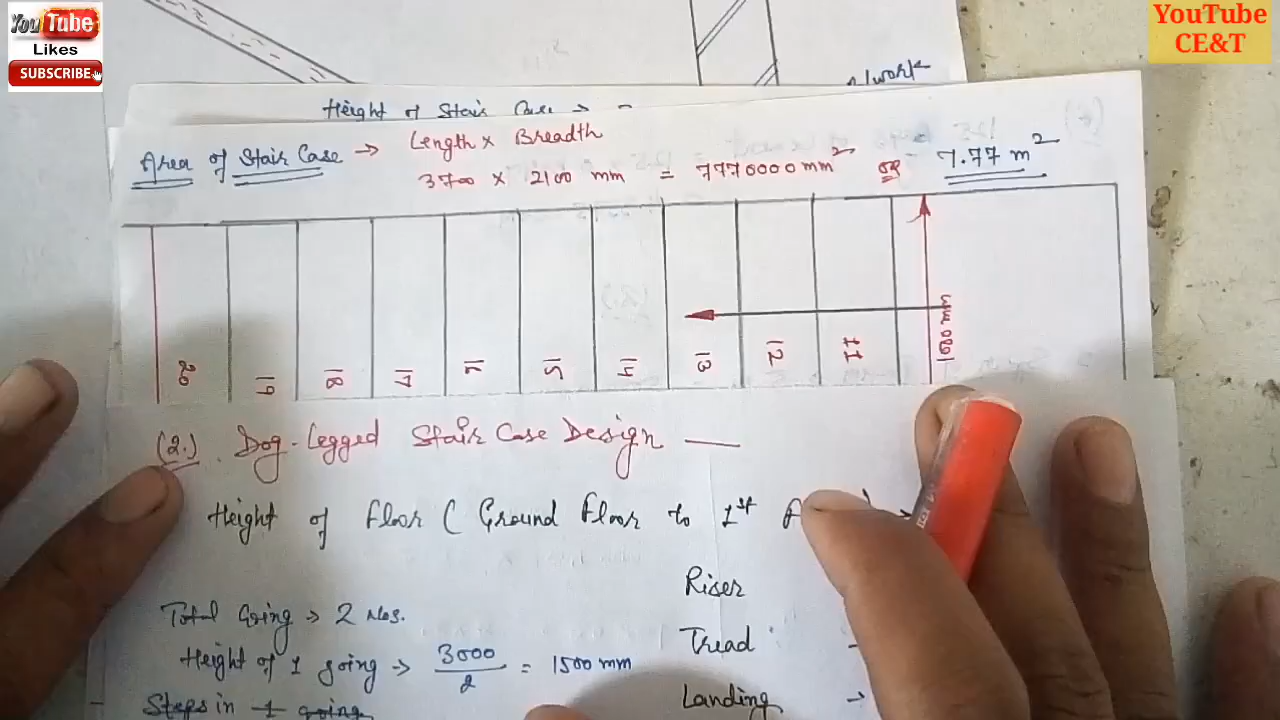 YouTube
Likes
SUBSCRIBE
YouTube
CE&T
Height of Stair Case →
Area of Stair Case → Length × Breadth
3700 × 2100 mm = 7770000 mm² or 7.77 m²
20 19 18 17 16 15 14 13 12 11
1000 mm
(2.) Dog-Legged Stair Case Design —
Height of floor ( Ground floor to 1st
Riser
Total Going → 2 Nos.
Tread
Height of 1 going → 3000/2 = 1500 mm
Landing →
Steps in 1 going